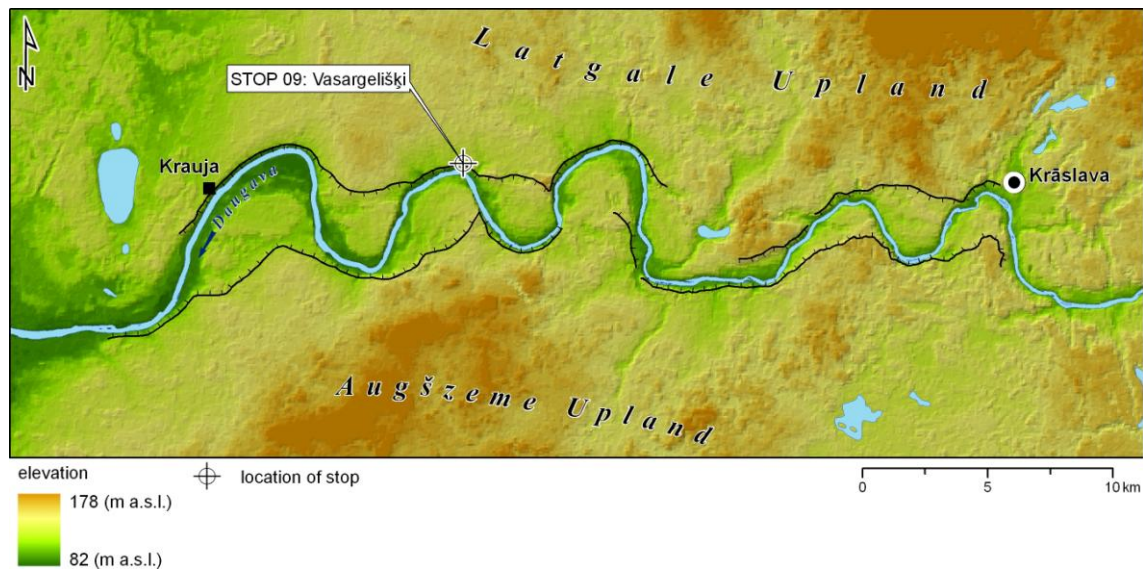 N
Latgale Upland
STOP 09: Vasargelišķi
Krauja
Daugava
Krāslava
Augšzeme Upland
elevation
178 (m a.s.l.)
82 (m a.s.l.)
location of stop
0 5 10 km